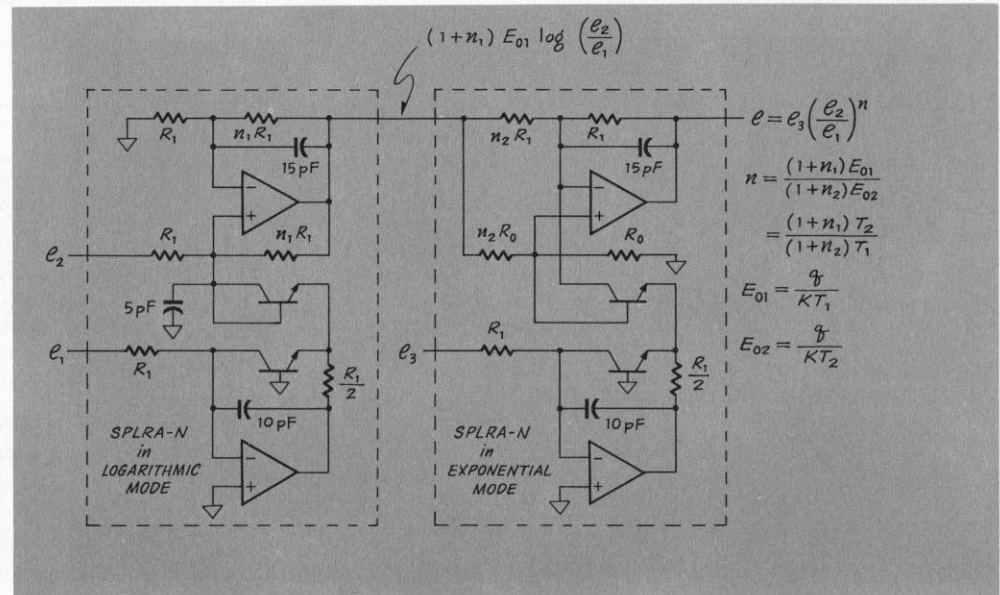 (1+n₁) E₀₁ log (e₂/e₁)
R₁
n₁R₁
15pF
−
+
e₂
R₁
n₁R₁
5pF
e₁
R₁
R₁/2
10pF
SPLRA-N
in
LOGARITHMIC
MODE
−
+
n₂R₁
R₁
15pF
−
+
n₂R₀
R₀
e₃
R₁
R₁/2
10pF
SPLRA-N
in
EXPONENTIAL
MODE
−
+
e = e₃(e₂/e₁)ⁿ
n = (1+n₁)E₀₁/(1+n₂)E₀₂
= (1+n₁)T₂/(1+n₂)T₁
E₀₁ = q/KT₁
E₀₂ = q/KT₂